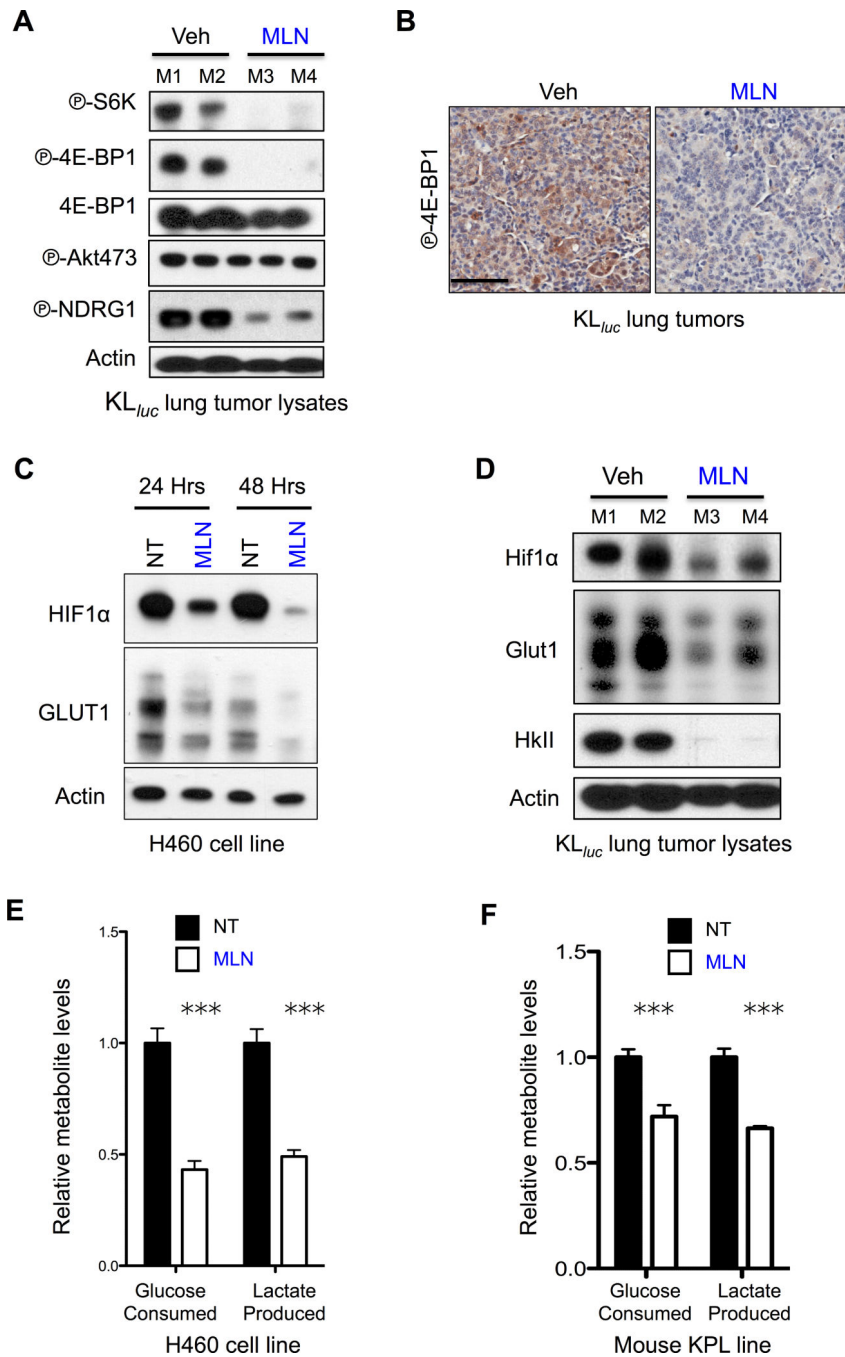 A
Veh MLN
M1 M2 M3 M4
Ⓟ-S6K
Ⓟ-4E-BP1
4E-BP1
Ⓟ-Akt473
Ⓟ-NDRG1
Actin
KLluc lung tumor lysates
B
Veh MLN
Ⓟ-4E-BP1
KLluc lung tumors
C
24 Hrs 48 Hrs
NT MLN NT MLN
HIF1α
GLUT1
Actin
H460 cell line
D
Veh MLN
M1 M2 M3 M4
Hif1α
Glut1
HkII
Actin
KLluc lung tumor lysates
E
NT
MLN
Relative metabolite levels
1.5
1.0
0.5
0.0
*** ***
Glucose Consumed
Lactate Produced
H460 cell line
F
NT
MLN
Relative metabolite levels
1.5
1.0
0.5
0.0
*** ***
Glucose Consumed
Lactate Produced
Mouse KPL line